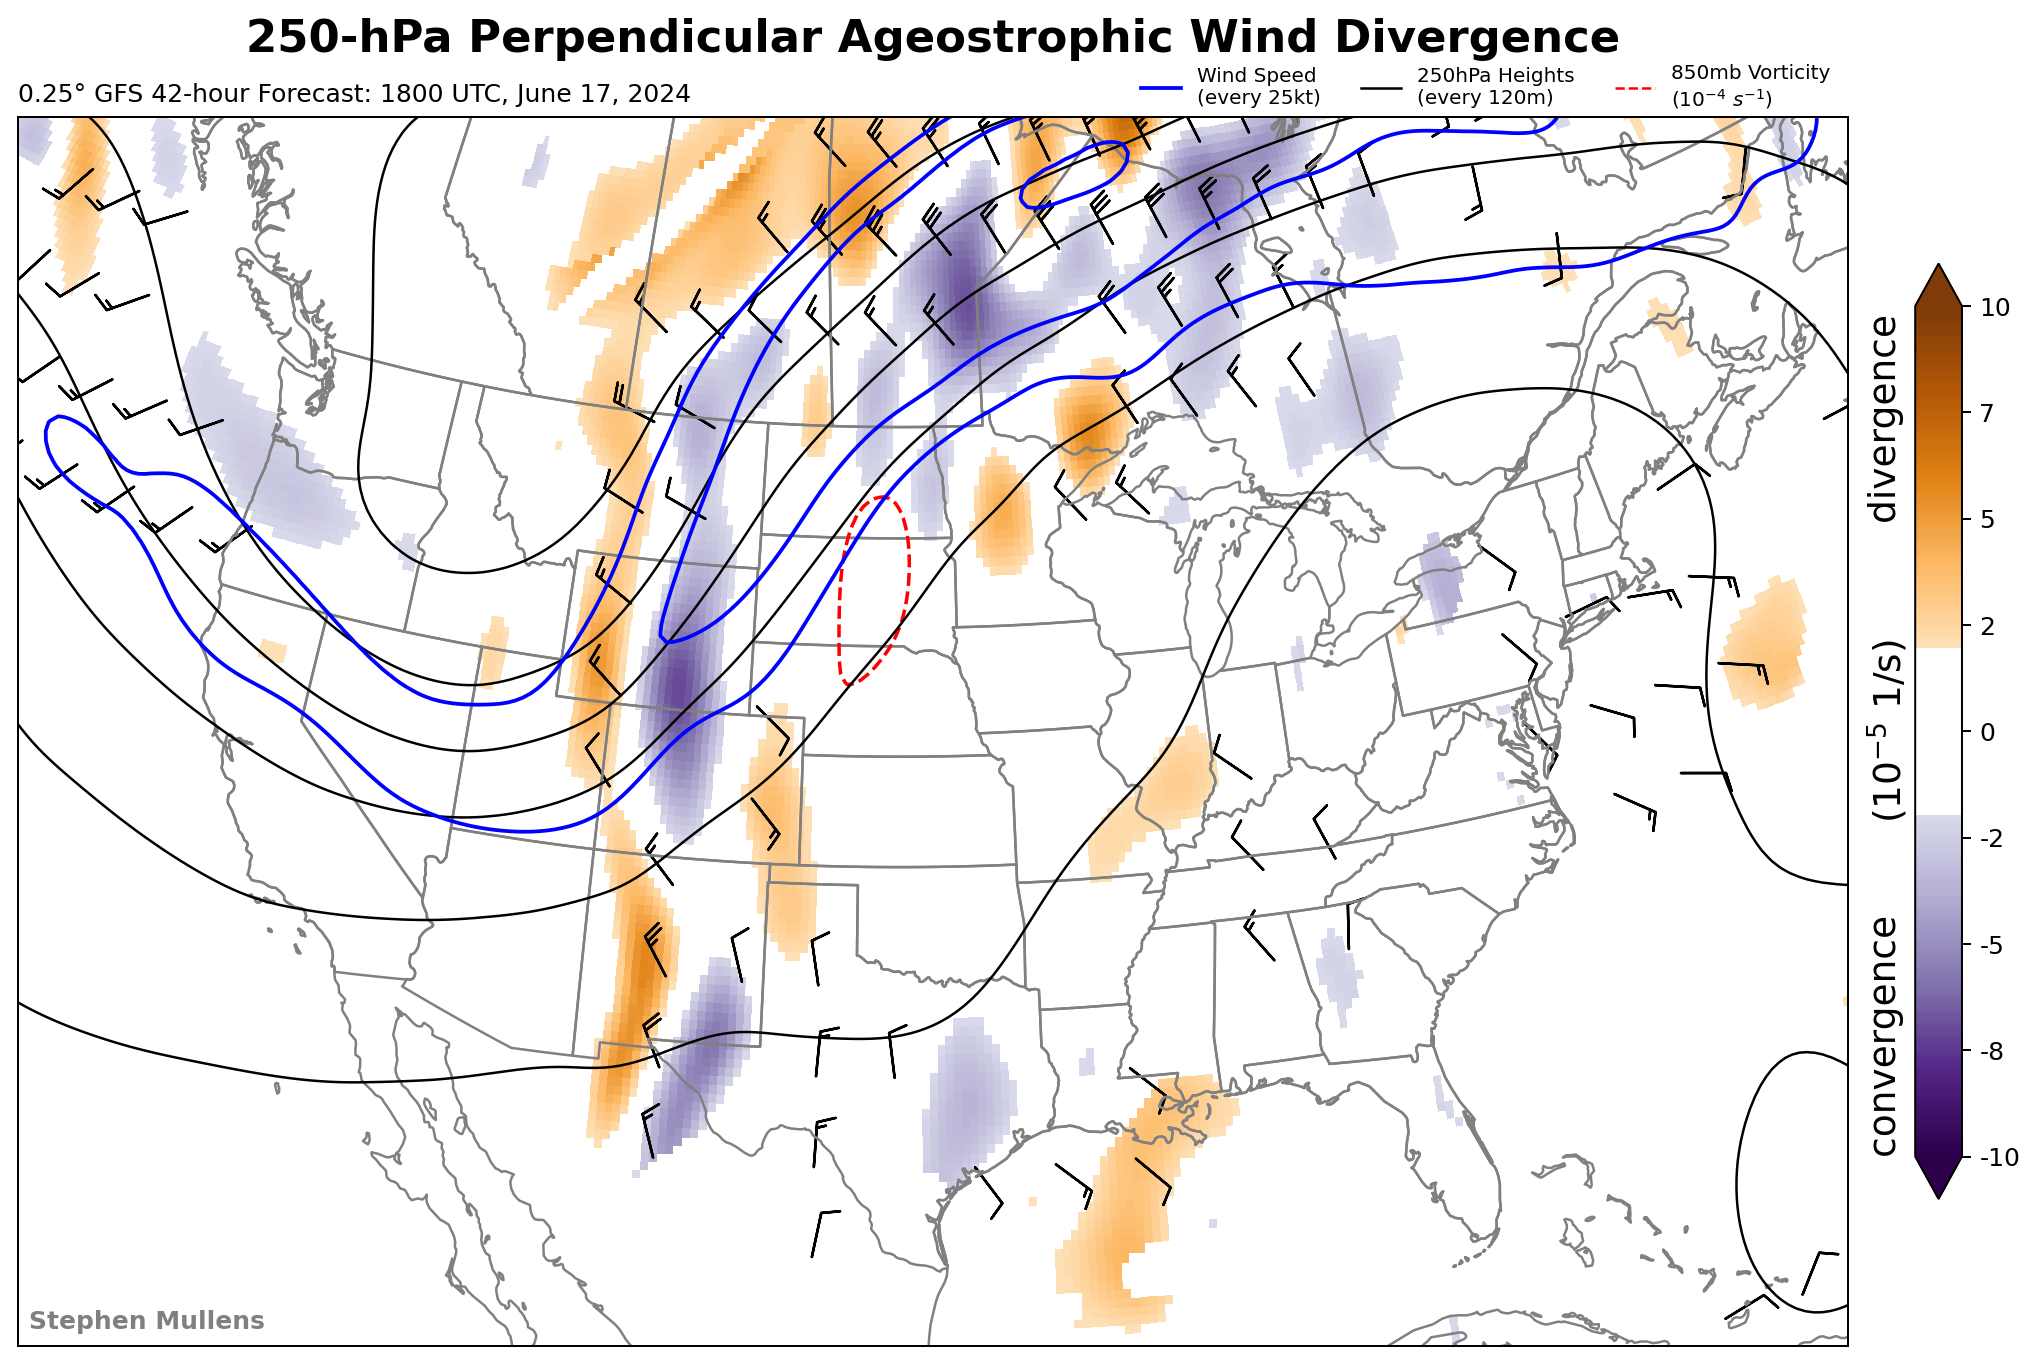 250-hPa Perpendicular Ageostrophic Wind Divergence
0.25° GFS 42-hour Forecast: 1800 UTC, June 17, 2024
Wind Speed
(every 25kt)
250hPa Heights
(every 120m)
850mb Vorticity
(10⁻⁴ s⁻¹)
10
7
5
2
0
-2
-5
-8
-10
convergence (10⁻⁵ 1/s) divergence
Stephen Mullens